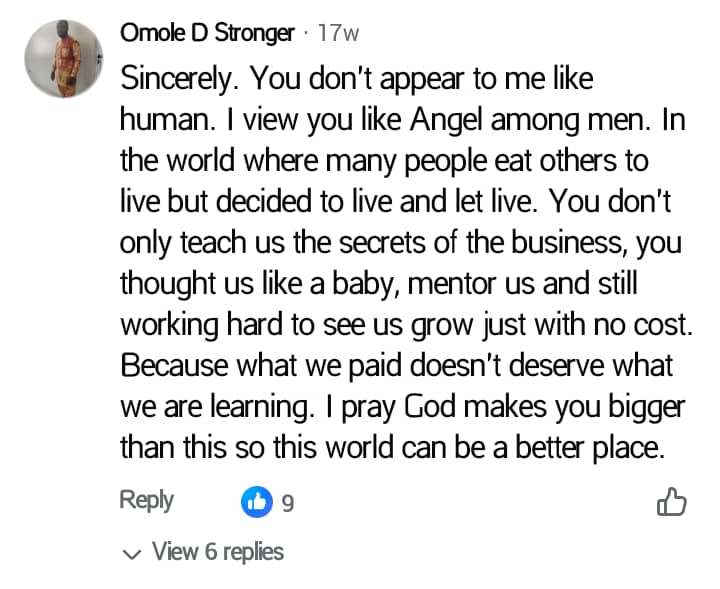 Omole D Stronger · 17w
Sincerely. You don't appear to me like
human. I view you like Angel among men. In
the world where many people eat others to
live but decided to live and let live. You don't
only teach us the secrets of the business, you
thought us like a baby, mentor us and still
working hard to see us grow just with no cost.
Because what we paid doesn't deserve what
we are learning. I pray God makes you bigger
than this so this world can be a better place.
Reply 9
View 6 replies